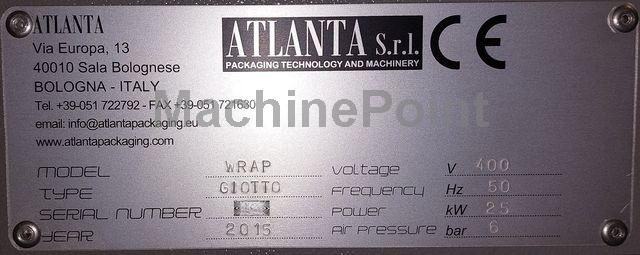 ATLANTA
Via Europa, 13
40010 Sala Bolognese
BOLOGNA - ITALY
Tel. +39-051 722792 - FAX +39-051 721630
email: info@atlantapackaging.eu
www.atlantapackaging.com
ATLANTA S.r.l.
PACKAGING TECHNOLOGY AND MACHINERY
CE
MachinePoint
MODEL WRAP
TYPE GIOTTO
SERIAL NUMBER
YEAR 2015
Voltage V 400
Frequency Hz 50
Power kW 25
Air Pressure bar 6